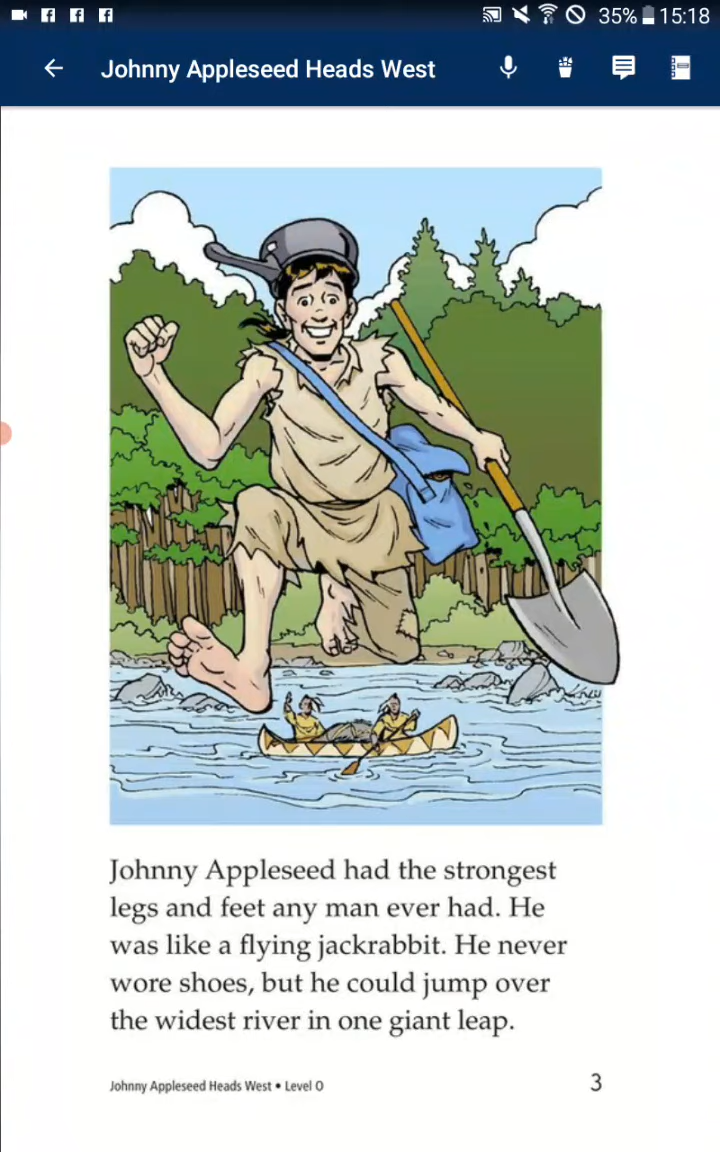 35% 15:18
Johnny Appleseed Heads West
Johnny Appleseed had the strongest
legs and feet any man ever had. He
was like a flying jackrabbit. He never
wore shoes, but he could jump over
the widest river in one giant leap.
Johnny Appleseed Heads West • Level O
3